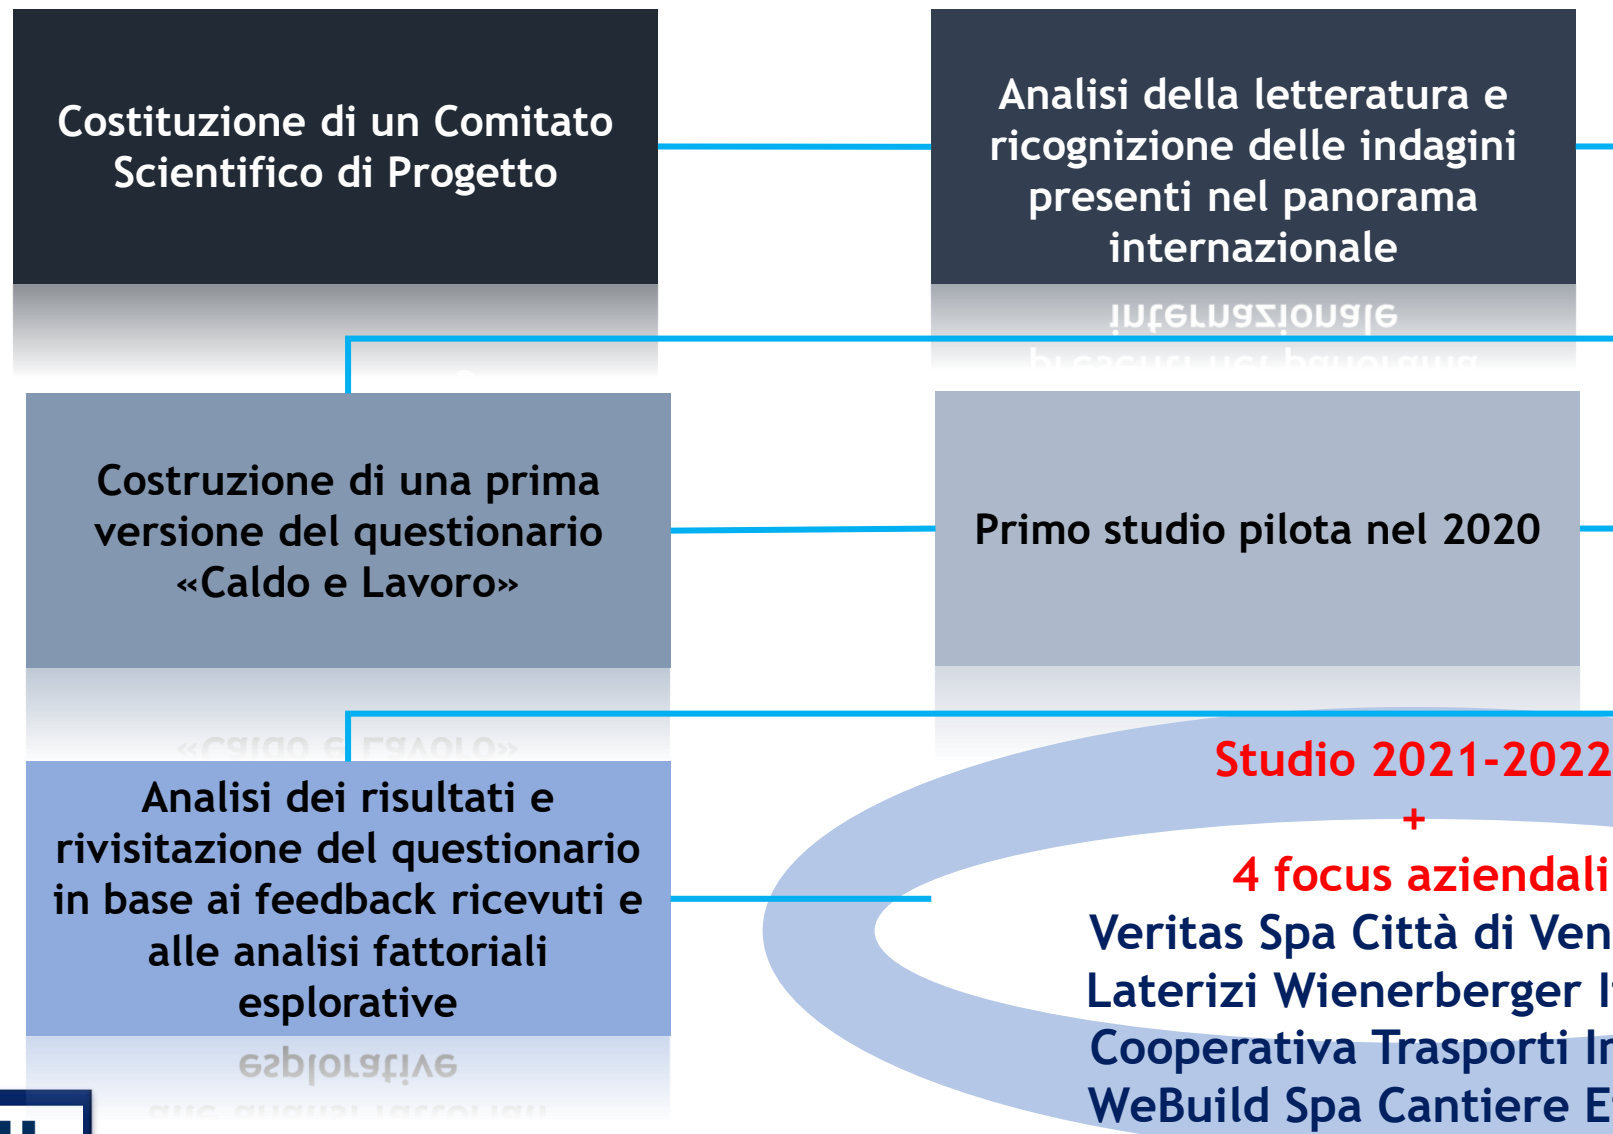 Costituzione di un Comitato
Scientifico di Progetto
Analisi della letteratura e
ricognizione delle indagini
presenti nel panorama
internazionale
Costruzione di una prima
versione del questionario
«Caldo e Lavoro»
Primo studio pilota nel 2020
Analisi dei risultati e
rivisitazione del questionario
in base ai feedback ricevuti e
alle analisi fattoriali
esplorative
Studio 2021-2022
+
4 focus aziendali
Veritas Spa Città di
Laterizi Wienerberger
Cooperativa Trasporti
WeBuild Spa Cantiere